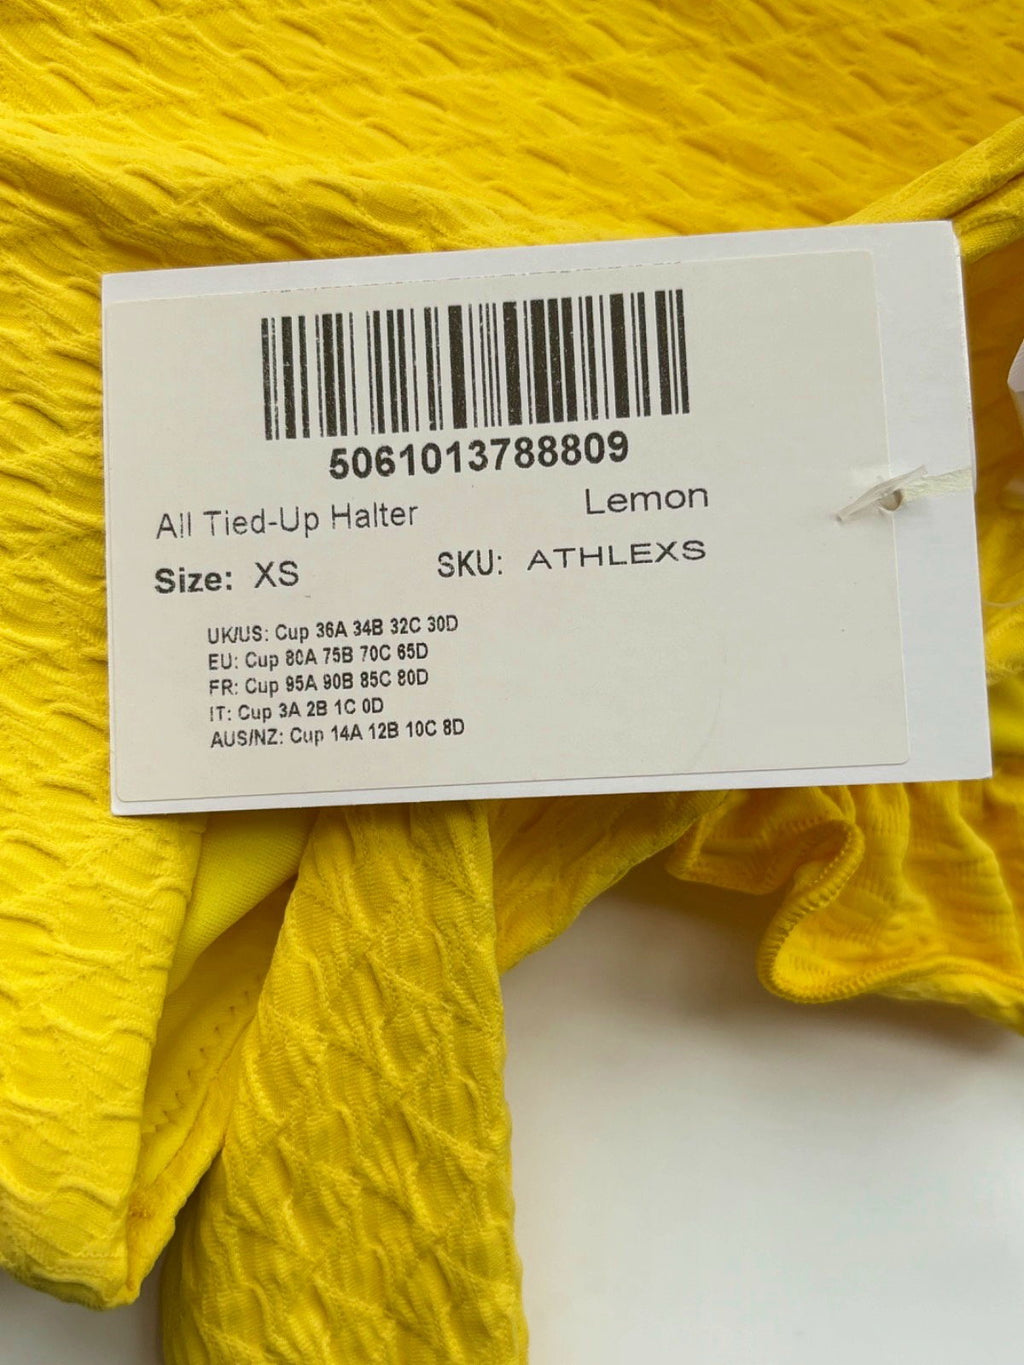 5061013788809
All Tied-Up Halter Lemon
Size: XS SKU: ATHLEXS
UK/US: Cup 36A 34B 32C 30D
EU: Cup 80A 75B 70C 65D
FR: Cup 95A 90B 85C 80D
IT: Cup 3A 2B 1C 0D
AUS/NZ: Cup 14A 12B 10C 8D